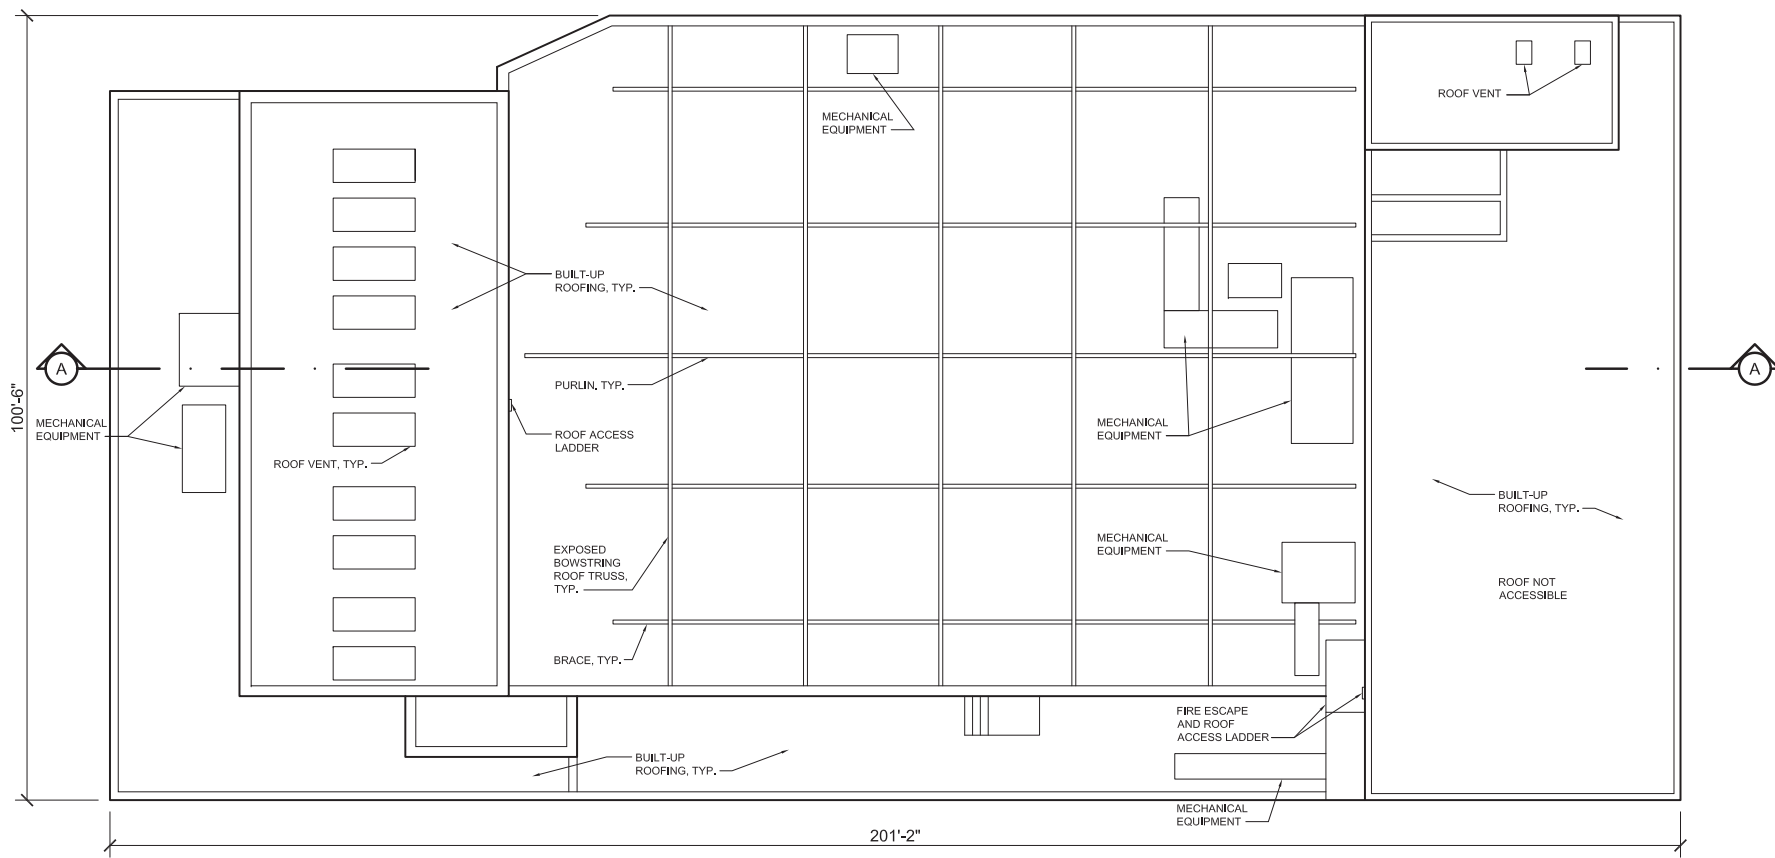 ROOF VENT
MECHANICAL
EQUIPMENT
BUILT-UP
ROOFING, TYP.
A
A
100'-6"
PURLIN, TYP.
MECHANICAL
EQUIPMENT
MECHANICAL
EQUIPMENT
ROOF ACCESS
LADDER
ROOF VENT, TYP.
BUILT-UP
ROOFING, TYP.
EXPOSED
BOWSTRING
ROOF TRUSS,
TYP.
MECHANICAL
EQUIPMENT
ROOF NOT
ACCESSIBLE
BRACE, TYP.
FIRE ESCAPE
AND ROOF
ACCESS LADDER
BUILT-UP
ROOFING, TYP.
MECHANICAL
EQUIPMENT
201'-2"